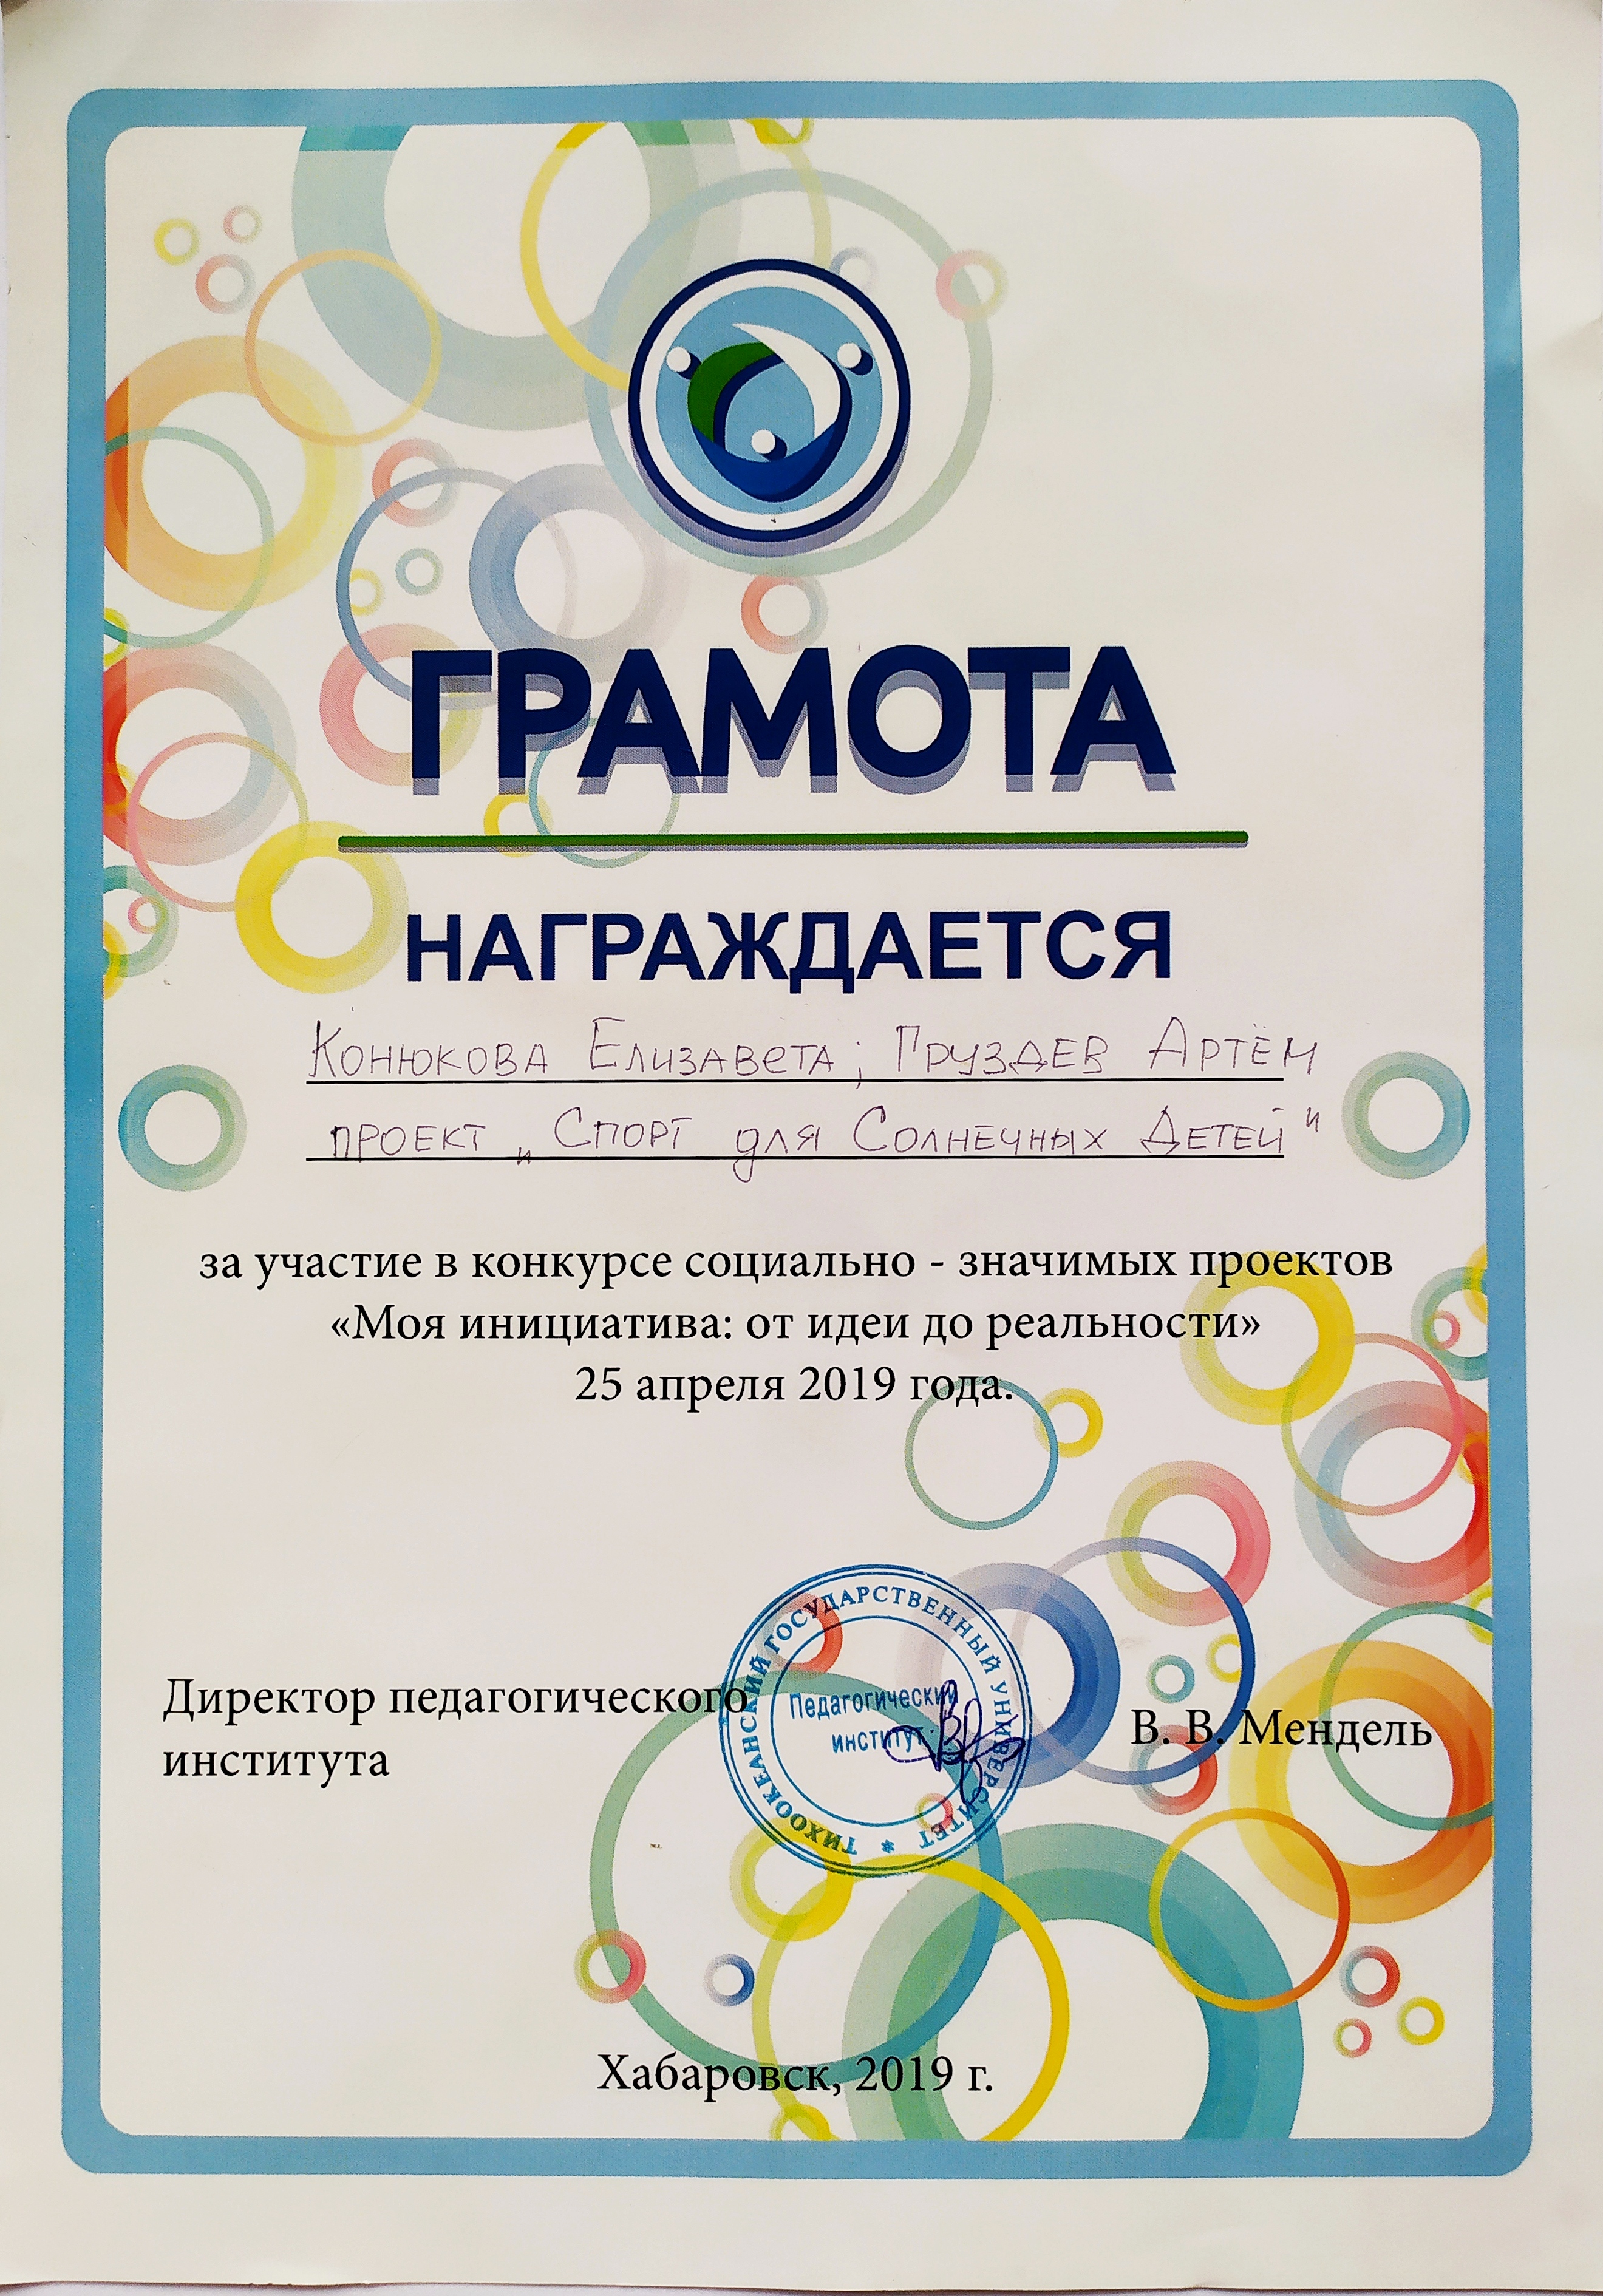 ГРАМОТА
НАГРАЖДАЕТСЯ
Конюкова Елизавета; Груздев Артём
проект „Спорт для Солнечных Детей"
за участие в конкурсе социально - значимых проектов
«Моя инициатива: от идеи до реальности»
25 апреля 2019 года.
Директор педагогического
института
ТИХООКЕАНСКИЙ ГОСУДАРСТВЕННЫЙ УНИВЕРСИТЕТ *
Педагогический
институт
В. В. Мендель
Хабаровск, 2019 г.